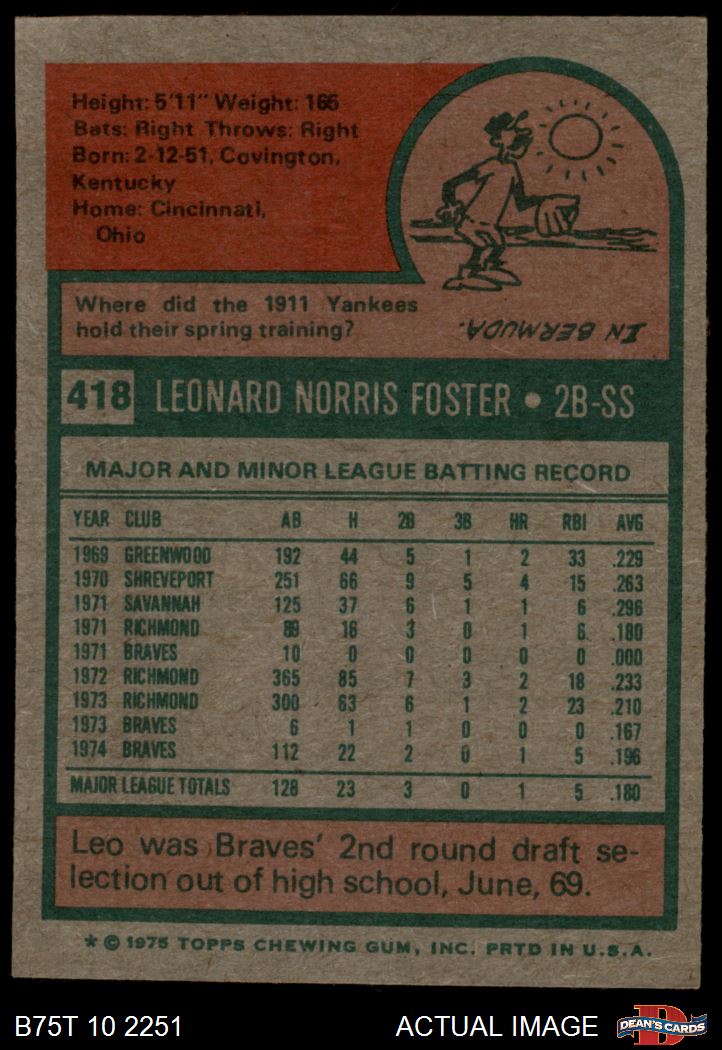 Height: 5'11" Weight: 165
Bats: Right Throws: Right
Born: 2-12-51, Covington,
Kentucky
Home: Cincinnati,
Ohio
Where did the 1911 Yankees
hold their spring training?
IN BERMUDA.
418 LEONARD NORRIS FOSTER • 2B-SS
MAJOR AND MINOR LEAGUE BATTING RECORD
YEAR CLUB AB H 2B 3B HR RBI AVG
1969 GREENWOOD 192 44 5 1 2 33 .229
1970 SHREVEPORT 251 66 9 5 4 15 .263
1971 SAVANNAH 125 37 6 1 1 6 .296
1971 RICHMOND 89 16 3 0 1 6 .180
1971 BRAVES 10 0 0 0 0 0 .000
1972 RICHMOND 365 85 7 3 2 18 .233
1973 RICHMOND 300 63 6 1 2 23 .210
1973 BRAVES 6 1 1 0 0 0 .167
1974 BRAVES 112 22 2 0 1 5 .196
MAJOR LEAGUE TOTALS 128 23 3 0 1 5 .180
Leo was Braves' 2nd round draft se-
lection out of high school, June, 69.
* © 1975 TOPPS CHEWING GUM, INC. PRTD IN U.S.A.
B75T 10 2251 ACTUAL IMAGE D DEAN'S CARDS